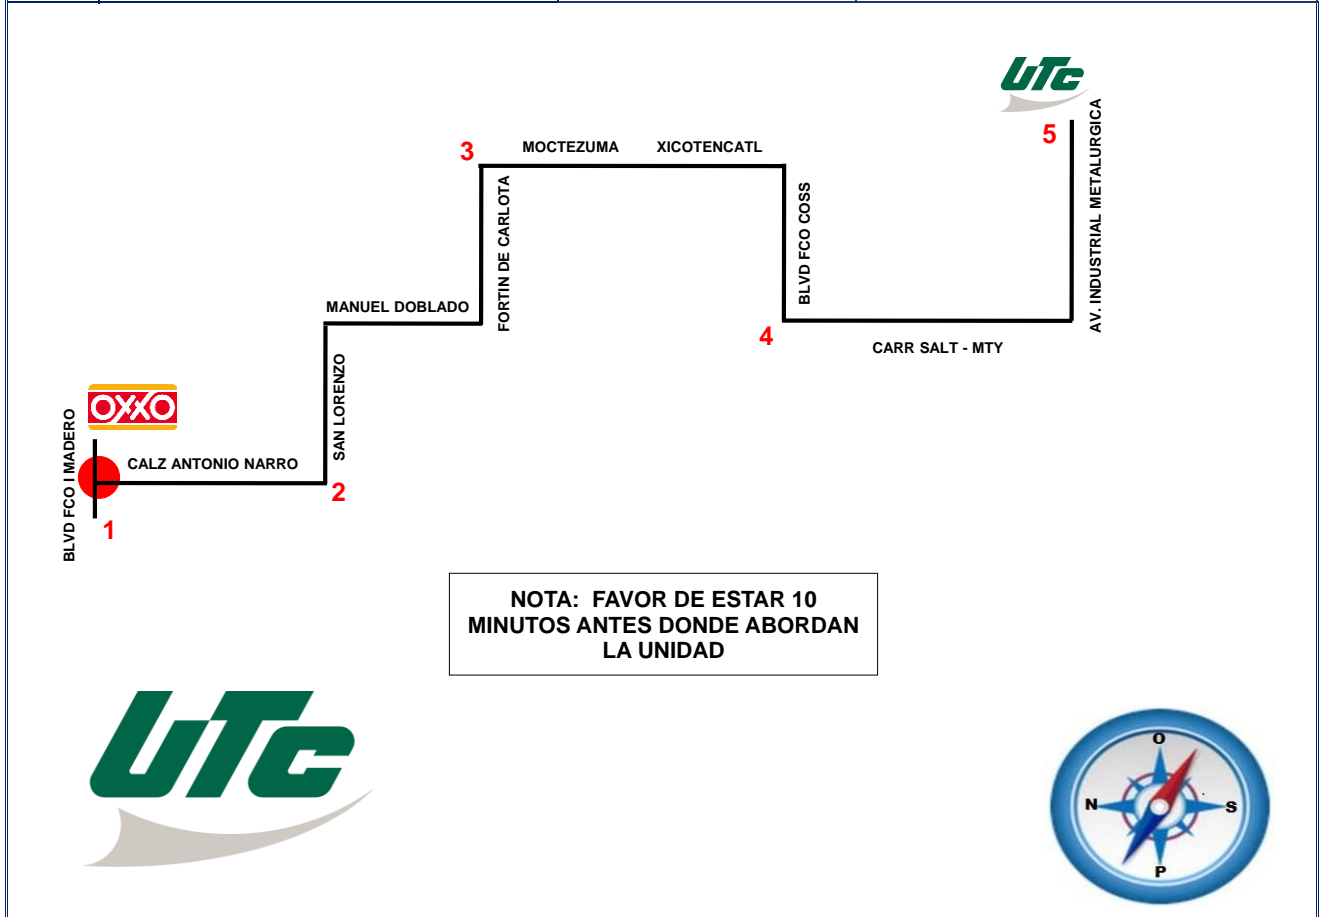 UTC
5
AV. INDUSTRIAL METALURGICA
3
MOCTEZUMA
XICOTENCATL
FORTIN DE CARLOTA
BLVD FCO COSS
MANUEL DOBLADO
4
CARR SALT - MTY
SAN LORENZO
OXXO
BLVD FCO I MADERO
CALZ ANTONIO NARRO
2
1
NOTA:  FAVOR DE ESTAR 10
MINUTOS ANTES DONDE ABORDAN
LA UNIDAD
UTC
O
N
S
P